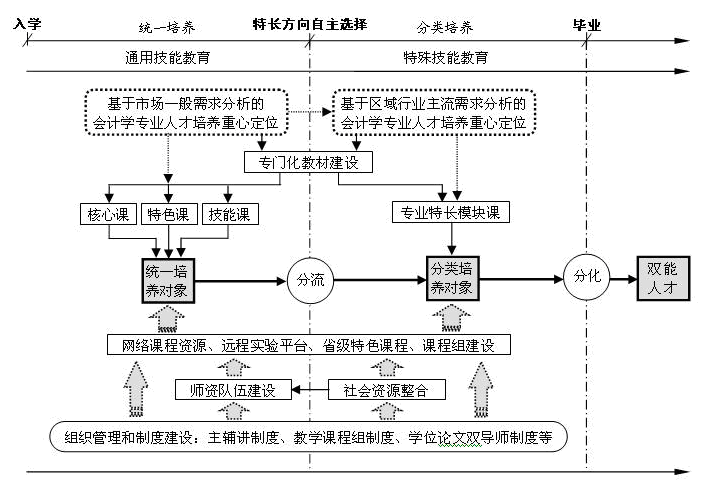 入学
统一培养
特长方向自主选择
分类培养
毕业
通用技能教育
特殊技能教育
基于市场一般需求分析的
会计学专业人才培养重心定位
基于区域行业主流需求分析的
会计学专业人才培养重心定位
专门化教材建设
核心课
特色课
技能课
专业特长模块课
统一培
养对象
分流
分类培
养对象
分化
双能
人才
网络课程资源、远程实验平台、省级特色课程、课程组建设
师资队伍建设
社会资源整合
组织管理和制度建设：主辅讲制度、教学课程组制度、学位论文双导师制度等